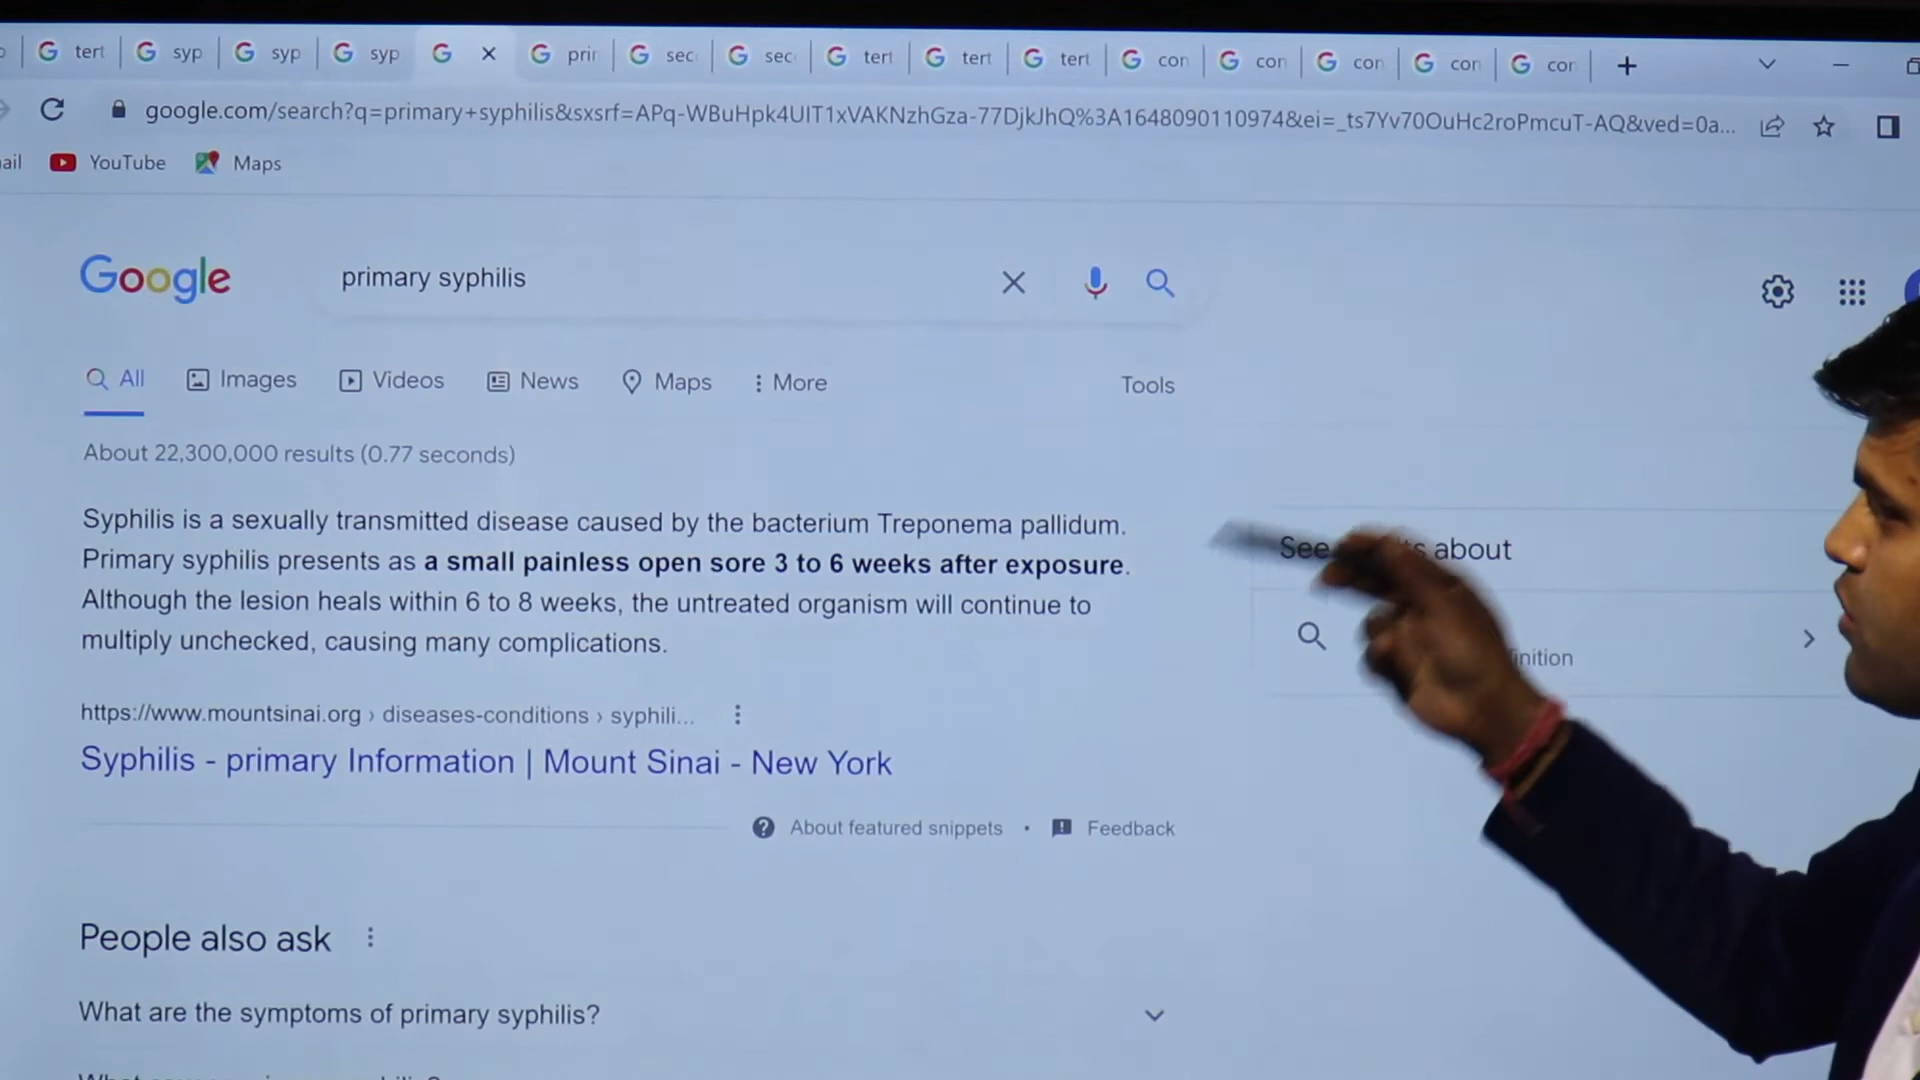 tert syp syp syp prir sec sec tert tert tert con con con con con
google.com/search?q=primary+syphilis&sxsrf=APq-WBuHpk4UIT1xVAKNzhGza-77DjkJhQ%3A1648090110974&ei=_ts7Yv70OuHc2roPmcuT-AQ&ved=0a...
ail YouTube Maps
Google primary syphilis
All Images Videos News Maps More Tools
About 22,300,000 results (0.77 seconds)
Syphilis is a sexually transmitted disease caused by the bacterium Treponema pallidum.
Primary syphilis presents as a small painless open sore 3 to 6 weeks after exposure.
Although the lesion heals within 6 to 8 weeks, the untreated organism will continue to
multiply unchecked, causing many complications.
https://www.mountsinai.org › diseases-conditions › syphili...
Syphilis - primary Information | Mount Sinai - New York
About featured snippets • Feedback
See about
inition
People also ask
What are the symptoms of primary syphilis?